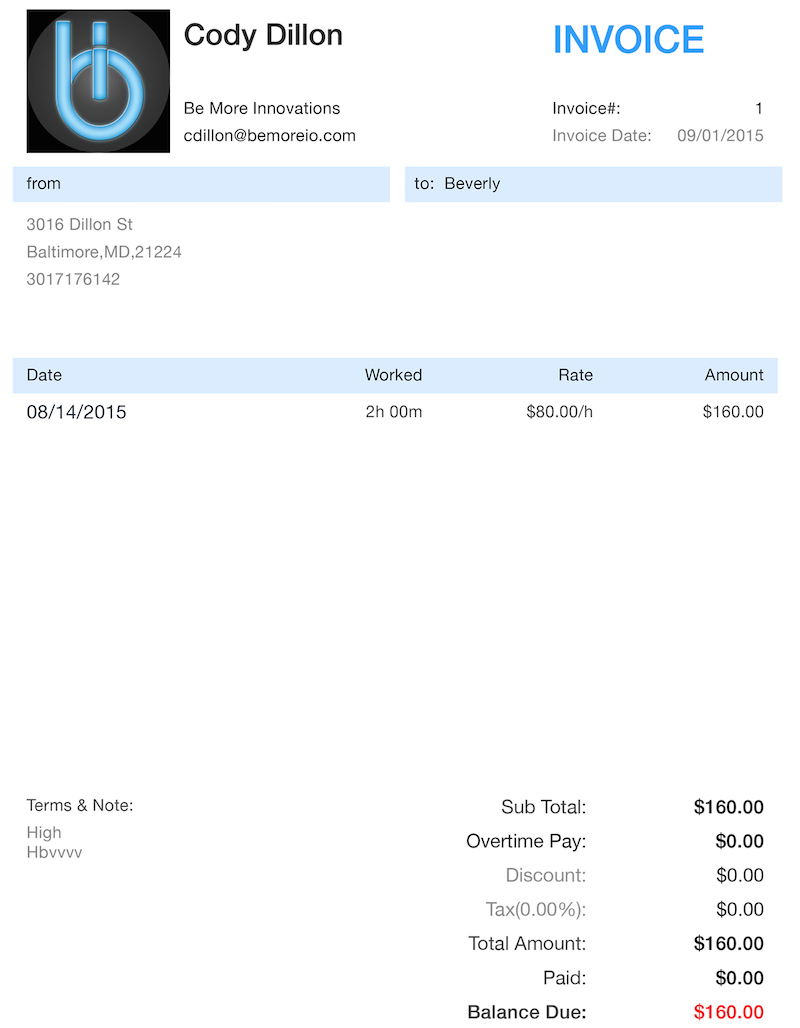 Cody Dillon
INVOICE
Be More Innovations
Invoice#: 1
cdillon@bemoreio.com
Invoice Date: 09/01/2015
from
to: Beverly
3016 Dillon St
Baltimore,MD,21224
3017176142
Date Worked Rate Amount
08/14/2015 2h 00m $80.00/h $160.00
Terms & Note:
High
Hbvvvv
Sub Total: $160.00
Overtime Pay: $0.00
Discount: $0.00
Tax(0.00%): $0.00
Total Amount: $160.00
Paid: $0.00
Balance Due: $160.00